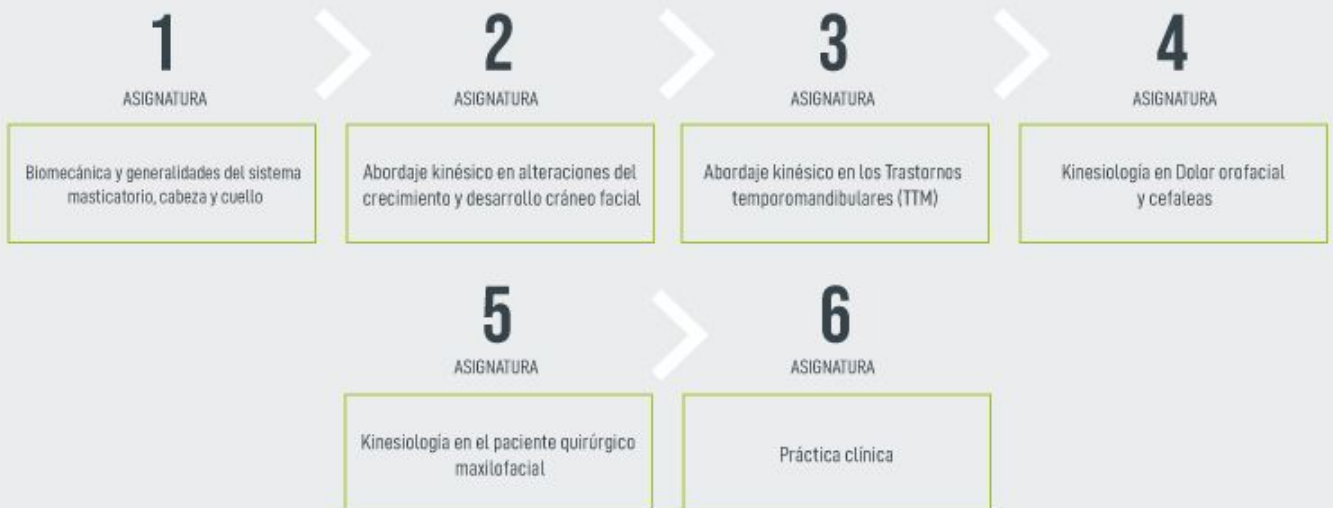 1
ASIGNATURA
Biomecánica y generalidades del sistema
masticatorio, cabeza y cuello
2
ASIGNATURA
Abordaje kinésico en alteraciones del
crecimiento y desarrollo cráneo facial
3
ASIGNATURA
Abordaje kinésico en los Trastornos
temporomandibulares (TTM)
4
ASIGNATURA
Kinesiología en Dolor orofacial
y cefaleas
5
ASIGNATURA
Kinesiología en el paciente quirúrgico
maxilofacial
6
ASIGNATURA
Práctica clínica